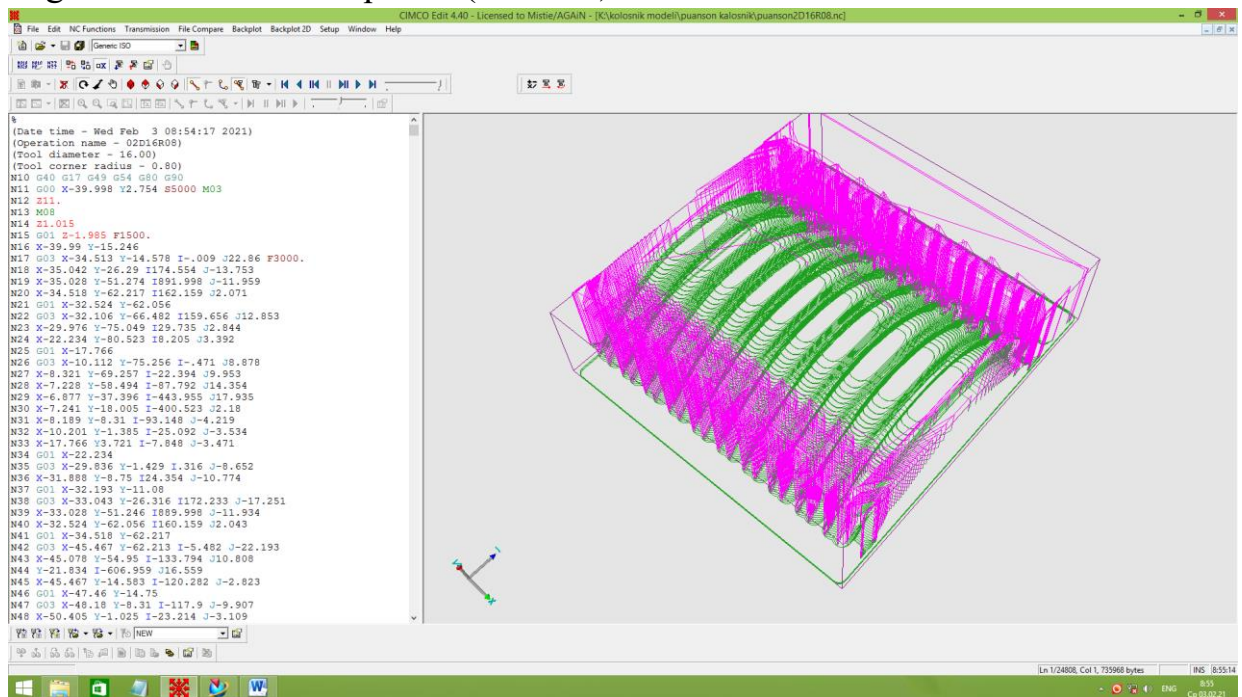 CIMCO Edit 4.40 - Licensed to Mistie/AGAiN - [K:\kolosnik modeli\puanson kalosnik\puanson2D16R08.nc]
File Edit NC Functions Transmission File Compare Backplot Backplot 2D Setup Window Help
Generic ISO
%
(Date time - Wed Feb 3 08:54:17 2021)
(Operation name - 02D16R08)
(Tool diameter - 16.00)
(Tool corner radius - 0.80)
N10 G40 G17 G49 G54 G80 G90
N11 G00 X-39.998 Y2.754 S5000 M03
N12 Z11.
N13 M08
N14 Z1.015
N15 G01 Z-1.985 F1500.
N16 X-39.99 Y-15.246
N17 G03 X-34.513 Y-14.578 I-.009 J22.86 F3000.
N18 X-35.042 Y-26.29 I174.554 J-13.753
N19 X-35.028 Y-51.274 I891.998 J-11.959
N20 X-34.518 Y-62.217 I162.159 J2.071
N21 G01 X-32.524 Y-62.056
N22 G03 X-32.106 Y-66.482 I159.656 J12.853
N23 X-29.976 Y-75.049 I29.735 J2.844
N24 X-22.234 Y-80.523 I8.205 J3.392
N25 G01 X-17.766
N26 G03 X-10.112 Y-75.256 I-.471 J8.878
N27 X-8.321 Y-69.257 I-22.394 J9.953
N28 X-7.228 Y-58.494 I-87.792 J14.354
N29 X-6.877 Y-37.396 I-443.955 J17.935
N30 X-7.241 Y-18.005 I-400.523 J2.18
N31 X-8.189 Y-8.31 I-93.148 J-4.219
N32 X-10.201 Y-1.385 I-25.092 J-3.534
N33 X-17.766 Y3.721 I-7.848 J-3.471
N34 G01 X-22.234
N35 G03 X-29.836 Y-1.429 I.316 J-8.652
N36 X-31.888 Y-8.75 I24.354 J-10.774
N37 G01 X-32.193 Y-11.08
N38 G03 X-33.043 Y-26.316 I172.233 J-17.251
N39 X-33.028 Y-51.246 I889.998 J-11.934
N40 X-32.524 Y-62.056 I160.159 J2.043
N41 G01 X-34.518 Y-62.217
N42 G03 X-45.467 Y-62.213 I-5.482 J-22.193
N43 X-45.078 Y-54.95 I-133.794 J10.808
N44 Y-21.834 I-606.959 J16.559
N45 X-45.467 Y-14.583 I-120.282 J-2.823
N46 G01 X-47.46 Y-14.75
N47 G03 X-48.18 Y-8.31 I-117.9 J-9.907
N48 X-50.405 Y-1.025 I-23.214 J-3.109
NEW
Ln 1/24808, Col 1, 735968 bytes INS 8:55:14
ENG 8:55
Ср 03.02.21